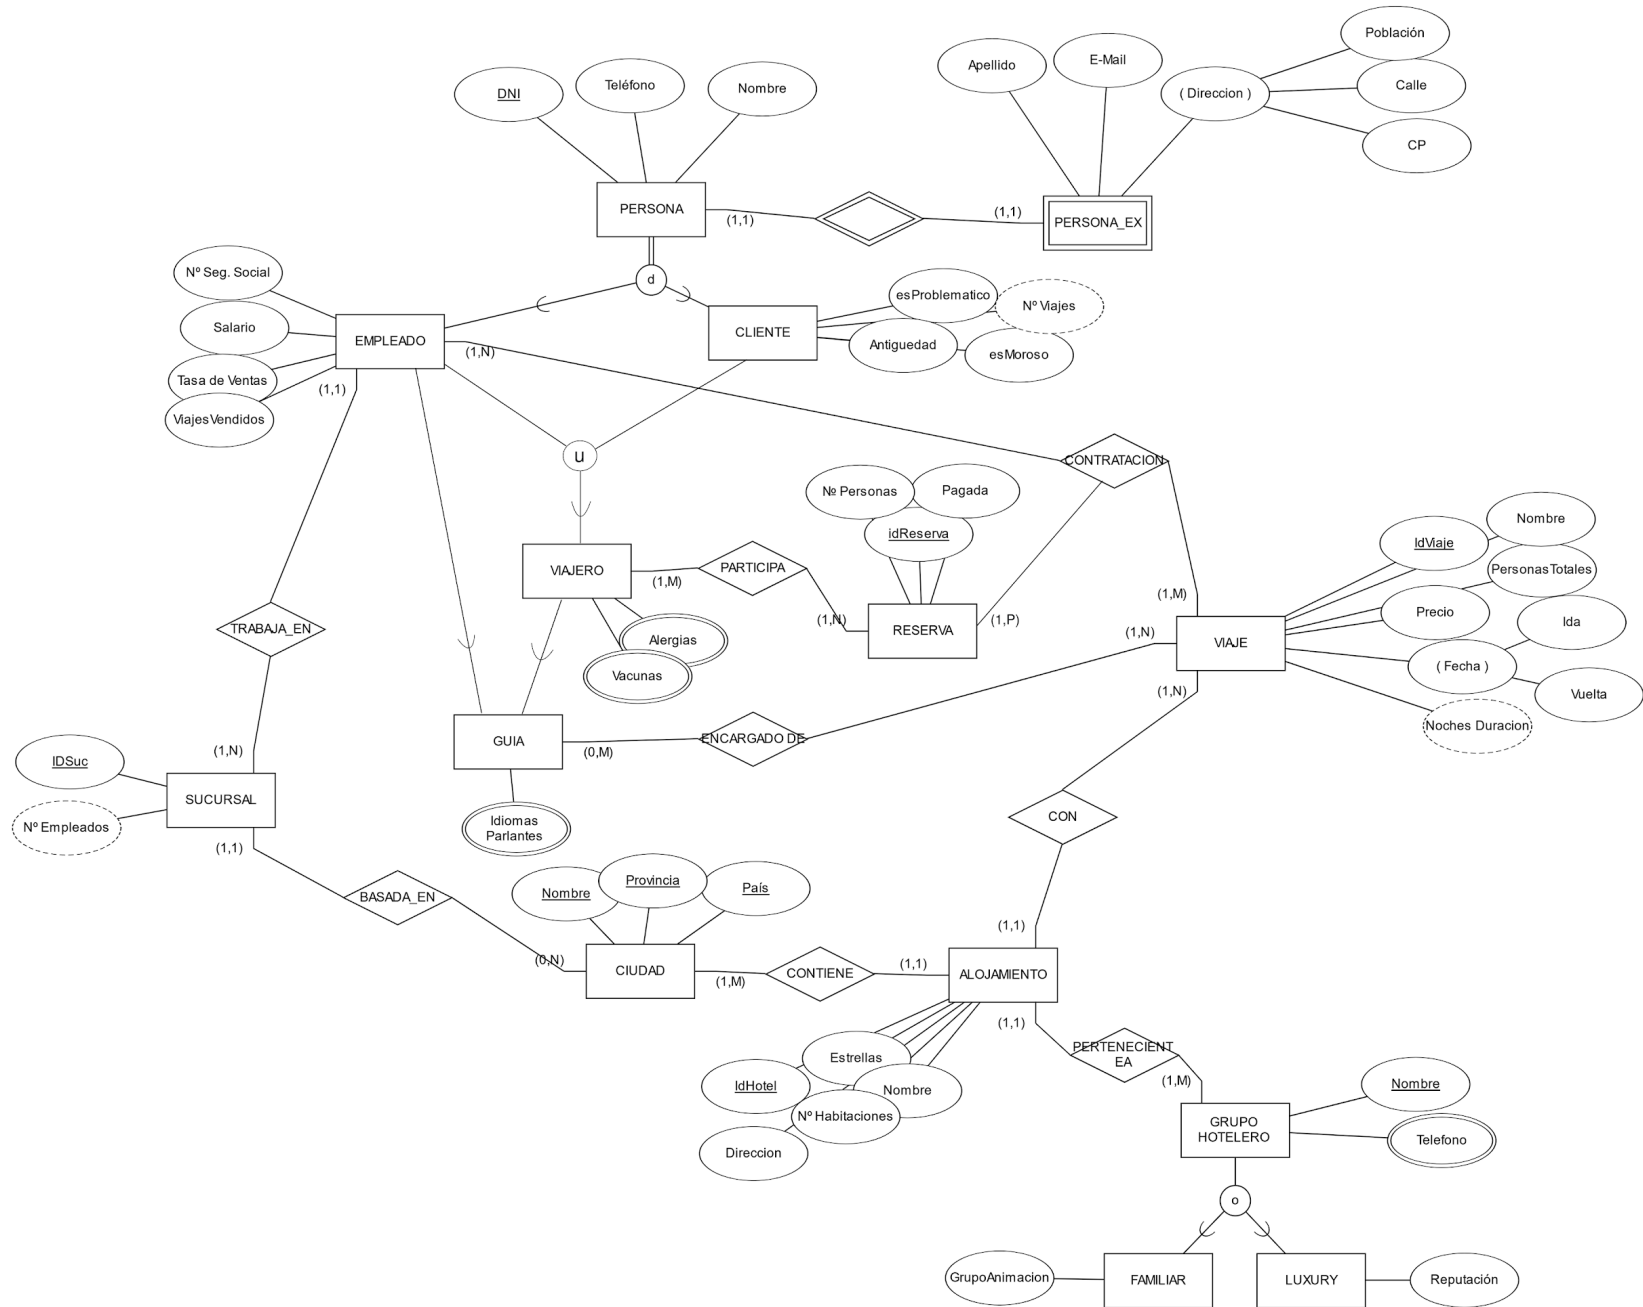 Población
Apellido
E-Mail
Teléfono
Nombre
DNI
( Direccion )
Calle
CP
PERSONA
(1,1)
(1,1)
PERSONA_EX
Nº Seg. Social
d
esProblematico
Nº Viajes
Salario
EMPLEADO
(1,N)
CLIENTE
Antiguedad
esMoroso
Tasa de Ventas
(1,1)
ViajesVendidos
u
CONTRATACION
Nº Personas
Pagada
idReserva
Nombre
IdViaje
PersonasTotales
VIAJERO
(1,M)
PARTICIPA
(1,N)
RESERVA
(1,P)
(1,M)
(1,N)
VIAJE
Precio
Ida
( Fecha )
Vuelta
Noches Duracion
TRABAJA_EN
Alergias
Vacunas
(1,N)
GUIA
(0,M)
ENCARGADO DE
(1,N)
IDSuc
SUCURSAL
Nº Empleados
(1,1)
Idiomas
Parlantes
CON
BASADA_EN
Nombre
Provincia
País
(1,1)
(0,N)
CIUDAD
(1,M)
CONTIENE
(1,1)
ALOJAMIENTO
(1,1)
PERTENECIENT
EA
(1,M)
Estrellas
IdHotel
Nombre
Nº Habitaciones
Direccion
Nombre
GRUPO
HOTELERO
Telefono
o
GrupoAnimacion
FAMILIAR
LUXURY
Reputación